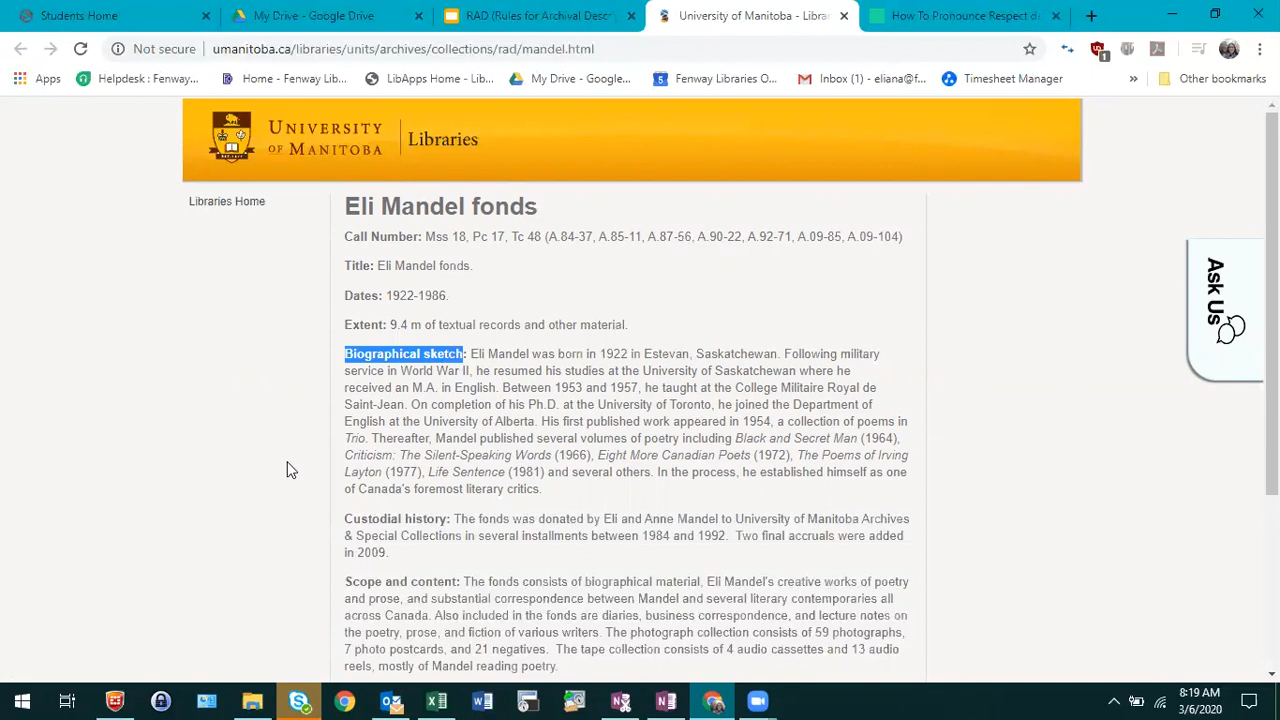 Students Home
My Drive - Google Drive
RAD (Rules for Archival Descr
University of Manitoba - Librar
How To Pronounce Respect d
Not secure
umanitoba.ca/libraries/units/archives/collections/rad/mandel.html
1
Apps
Helpdesk : Fenway...
Home - Fenway Lib...
LibApps Home - Lib...
My Drive - Google...
Fenway Libraries O...
Inbox (1) - eliana@f...
Timesheet Manager
»
Other bookmarks
UNIVERSITY
OF MANITOBA
Libraries
Libraries Home
Eli Mandel fonds
Call Number: Mss 18, Pc 17, Tc 48 (A.84-37, A.85-11, A.87-56, A.90-22, A.92-71, A.09-85, A.09-104)
Title: Eli Mandel fonds.
Dates: 1922-1986.
Extent: 9.4 m of textual records and other material.
Biographical sketch: Eli Mandel was born in 1922 in Estevan, Saskatchewan. Following military
service in World War II, he resumed his studies at the University of Saskatchewan where he
received an M.A. in English. Between 1953 and 1957, he taught at the College Militaire Royal de
Saint-Jean. On completion of his Ph.D. at the University of Toronto, he joined the Department of
English at the University of Alberta. His first published work appeared in 1954, a collection of poems in
Trio. Thereafter, Mandel published several volumes of poetry including Black and Secret Man (1964),
Criticism: The Silent-Speaking Words (1966), Eight More Canadian Poets (1972), The Poems of Irving
Layton (1977), Life Sentence (1981) and several others. In the process, he established himself as one
of Canada's foremost literary critics.
Custodial history: The fonds was donated by Eli and Anne Mandel to University of Manitoba Archives
& Special Collections in several installments between 1984 and 1992. Two final accruals were added
in 2009.
Scope and content: The fonds consists of biographical material, Eli Mandel's creative works of poetry
and prose, and substantial correspondence between Mandel and several literary contemporaries all
across Canada. Also included in the fonds are diaries, business correspondence, and lecture notes on
the poetry, prose, and fiction of various writers. The photograph collection consists of 59 photographs,
7 photo postcards, and 21 negatives. The tape collection consists of 4 audio cassettes and 13 audio
reels, mostly of Mandel reading poetry.
Ask Us
8:19 AM
3/6/2020